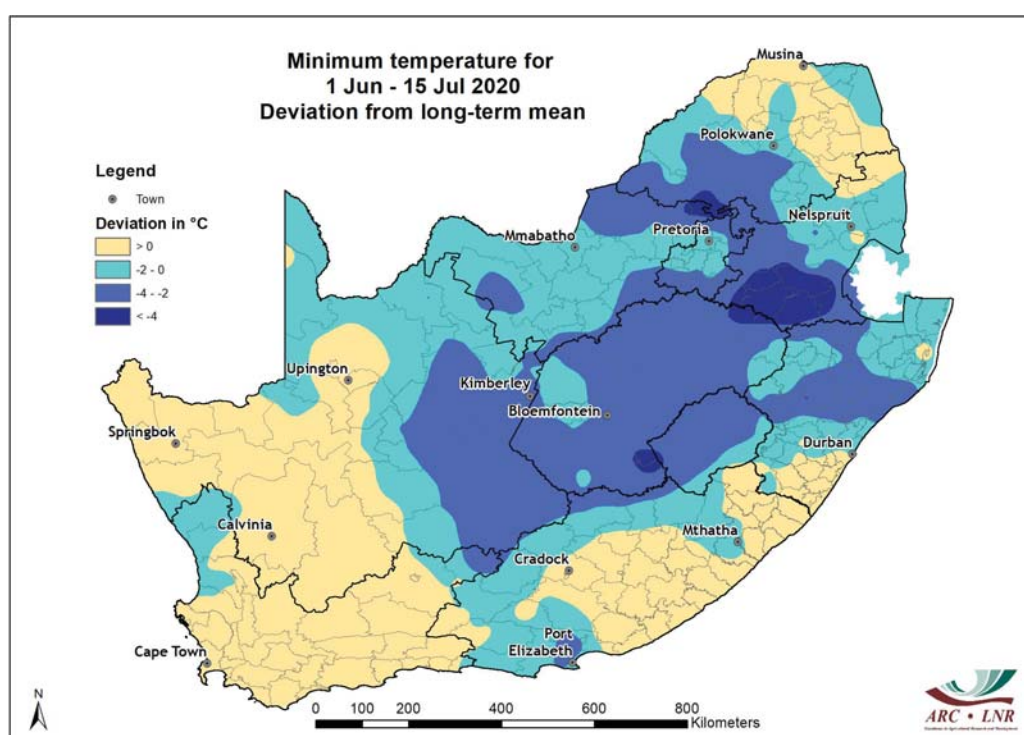 Minimum temperature for
1 Jun - 15 Jul 2020
Deviation from long-term mean
Legend
Town
Deviation in °C
> 0
-2 - 0
-4 - -2
< -4
Musina
Polokwane
Nelspruit
Pretoria
Mmabatho
Upington
Kimberley
Bloemfontein
Springbok
Durban
Calvinia
Mthatha
Cradock
Port
Elizabeth
Cape Town
N
0 100 200 400 600 800
Kilometers
ARC • LNR